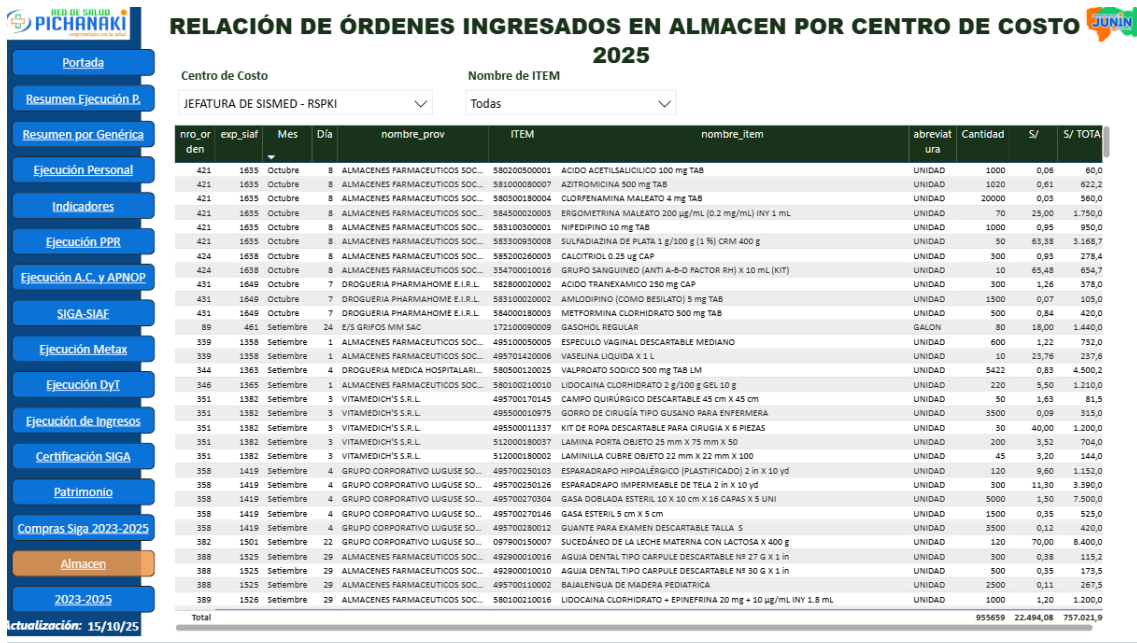 RED DE SALUD
PICHANAKI
comprometidos con tu salud
RELACIÓN DE ÓRDENES INGRESADOS EN ALMACEN POR CENTRO DE COSTO
2025
JUNIN
Portada
Resumen Ejecución P.
Resumen por Genérica
Ejecución Personal
Indicadores
Ejecución PPR
Ejecución A.C. y APNOP
SIGA-SIAF
Ejecución Metax
Ejecución DyT
Ejecución de Ingresos
Certificación SIGA
Patrimonio
Compras Siga 2023-2025
Almacen
2023-2025
Actualización: 15/10/25
Centro de Costo Nombre de ITEM
JEFATURA DE SISMED - RSPKI Todas
nro_orden exp_siaf Mes Día nombre_prov ITEM nombre_item abreviatura Cantidad S/ S/ TOTA
421 1635 Octubre 8 ALMACENES FARMACEUTICOS SOC... 580200500001 ACIDO ACETILSALICILICO 100 mg TAB UNIDAD 1000 0,06 60,0
421 1635 Octubre 8 ALMACENES FARMACEUTICOS SOC... 581000080007 AZITROMICINA 500 mg TAB UNIDAD 1020 0,61 622,2
421 1635 Octubre 8 ALMACENES FARMACEUTICOS SOC... 580300180004 CLORFENAMINA MALEATO 4 mg TAB UNIDAD 20000 0,03 560,0
421 1635 Octubre 8 ALMACENES FARMACEUTICOS SOC... 584500020003 ERGOMETRINA MALEATO 200 µg/mL (0.2 mg/mL) INY 1 mL UNIDAD 70 25,00 1.750,0
421 1635 Octubre 8 ALMACENES FARMACEUTICOS SOC... 583100300001 NIFEDIPINO 10 mg TAB UNIDAD 1000 0,95 950,0
421 1635 Octubre 8 ALMACENES FARMACEUTICOS SOC... 583300930008 SULFADIAZINA DE PLATA 1 g/100 g (1 %) CRM 400 g UNIDAD 50 63,38 3.168,7
424 1638 Octubre 8 ALMACENES FARMACEUTICOS SOC... 585200260003 CALCITRIOL 0.25 ug CAP UNIDAD 300 0,93 278,4
424 1638 Octubre 8 ALMACENES FARMACEUTICOS SOC... 354700010016 GRUPO SANGUINEO (ANTI A-B-D FACTOR RH) X 10 mL (KIT) UNIDAD 10 65,48 654,7
431 1649 Octubre 7 DROGUERIA PHARMAHOME E.I.R.L. 582800020002 ACIDO TRANEXAMICO 250 mg CAP UNIDAD 300 1,26 378,0
431 1649 Octubre 7 DROGUERIA PHARMAHOME E.I.R.L. 583100020002 AMLODIPINO (COMO BESILATO) 5 mg TAB UNIDAD 1500 0,07 105,0
431 1649 Octubre 7 DROGUERIA PHARMAHOME E.I.R.L. 584000180003 METFORMINA CLORHIDRATO 500 mg TAB UNIDAD 500 0,84 420,0
89 461 Setiembre 24 E/S GRIFOS MM SAC 172100090009 GASOHOL REGULAR GALON 80 18,00 1.440,0
339 1358 Setiembre 1 ALMACENES FARMACEUTICOS SOC... 495100050005 ESPECULO VAGINAL DESCARTABLE MEDIANO UNIDAD 600 1,22 732,0
339 1358 Setiembre 1 ALMACENES FARMACEUTICOS SOC... 495701420006 VASELINA LIQUIDA X 1 L UNIDAD 10 23,76 237,6
344 1363 Setiembre 4 DROGUERIA MEDICA HOSPITALARI... 580500120025 VALPROATO SODICO 500 mg TAB LM UNIDAD 5422 0,83 4.500,2
346 1365 Setiembre 1 ALMACENES FARMACEUTICOS SOC... 580100210010 LIDOCAINA CLORHIDRATO 2 g/100 g GEL 10 g UNIDAD 220 5,50 1.210,0
351 1382 Setiembre 3 VITAMEDICH'S S.R.L. 495700170145 CAMPO QUIRÚRGICO DESCARTABLE 45 cm X 45 cm UNIDAD 50 1,63 81,5
351 1382 Setiembre 3 VITAMEDICH'S S.R.L. 495500010975 GORRO DE CIRUGÍA TIPO GUSANO PARA ENFERMERA UNIDAD 3500 0,09 315,0
351 1382 Setiembre 3 VITAMEDICH'S S.R.L. 495500011337 KIT DE ROPA DESCARTABLE PARA CIRUGIA X 6 PIEZAS UNIDAD 30 40,00 1.200,0
351 1382 Setiembre 3 VITAMEDICH'S S.R.L. 512000180037 LAMINA PORTA OBJETO 25 mm X 75 mm X 50 UNIDAD 200 3,52 704,0
351 1382 Setiembre 3 VITAMEDICH'S S.R.L. 512000180002 LAMINILLA CUBRE OBJETO 22 mm X 22 mm X 100 UNIDAD 45 3,20 144,0
358 1419 Setiembre 4 GRUPO CORPORATIVO LUGUSE SO... 495700250103 ESPARADRAPO HIPOALÉRGICO (PLASTIFICADO) 2 in X 10 yd UNIDAD 120 9,60 1.152,0
358 1419 Setiembre 4 GRUPO CORPORATIVO LUGUSE SO... 495700250126 ESPARADRAPO IMPERMEABLE DE TELA 2 in X 10 yd UNIDAD 300 11,30 3.390,0
358 1419 Setiembre 4 GRUPO CORPORATIVO LUGUSE SO... 495700270304 GASA DOBLADA ESTERIL 10 X 10 cm X 16 CAPAS X 5 UNI UNIDAD 5000 1,50 7.500,0
358 1419 Setiembre 4 GRUPO CORPORATIVO LUGUSE SO... 495700270146 GASA ESTERIL 5 cm X 5 cm UNIDAD 1500 0,35 525,0
358 1419 Setiembre 4 GRUPO CORPORATIVO LUGUSE SO... 495700280012 GUANTE PARA EXAMEN DESCARTABLE TALLA S UNIDAD 3500 0,12 420,0
382 1501 Setiembre 22 GRUPO CORPORATIVO LUGUSE SO... 097900150007 SUCEDÁNEO DE LA LECHE MATERNA CON LACTOSA X 400 g UNIDAD 120 70,00 8.400,0
388 1525 Setiembre 29 ALMACENES FARMACEUTICOS SOC... 492900010016 AGUJA DENTAL TIPO CARPULE DESCARTABLE Nº 27 G X 1 in UNIDAD 300 0,38 115,2
388 1525 Setiembre 29 ALMACENES FARMACEUTICOS SOC... 492900010010 AGUJA DENTAL TIPO CARPULE DESCARTABLE Nº 30 G X 1 in UNIDAD 500 0,35 173,5
388 1525 Setiembre 29 ALMACENES FARMACEUTICOS SOC... 495700110002 BAJALENGUA DE MADERA PEDIATRICA UNIDAD 2500 0,11 267,5
389 1526 Setiembre 29 ALMACENES FARMACEUTICOS SOC... 580100210016 LIDOCAINA CLORHIDRATO + EPINEFRINA 20 mg + 10 µg/mL INY 1.8 mL UNIDAD 1000 1,20 1.200,0
Total 955659 22.494,08 757.021,9